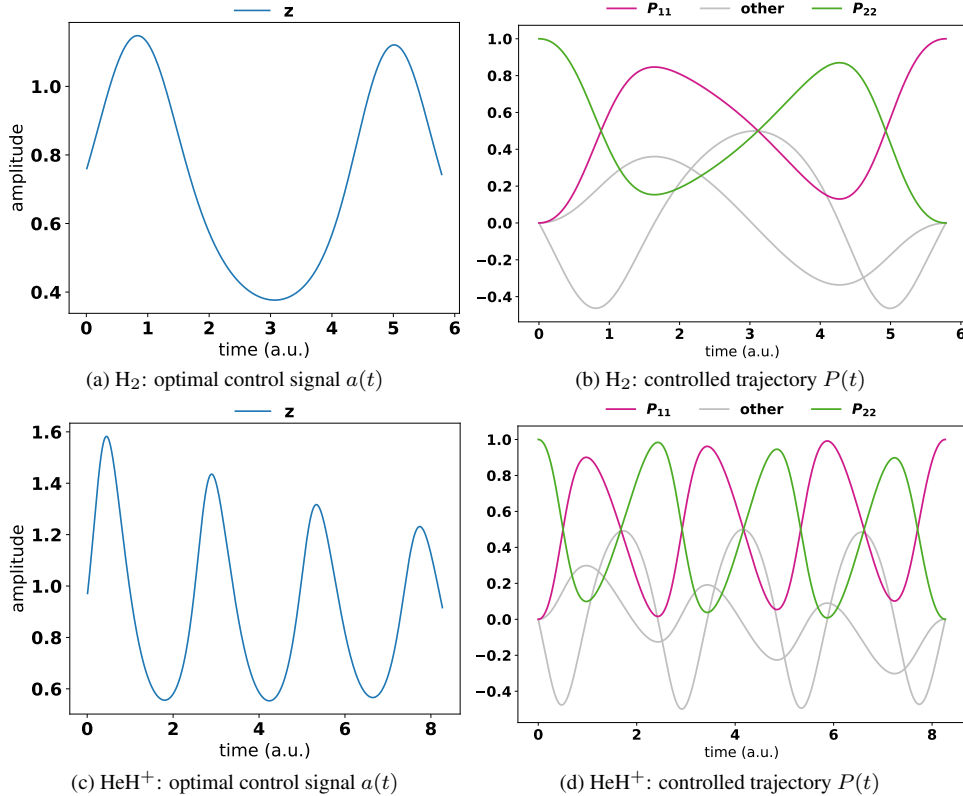 z
1.0
0.8
0.6
0.4
amplitude
0 1 2 3 4 5 6
time (a.u.)
(a) H₂: optimal control signal a(t)
P₁₁ other P₂₂
1.0
0.8
0.6
0.4
0.2
0.0
−0.2
−0.4
0 1 2 3 4 5 6
time (a.u.)
(b) H₂: controlled trajectory P(t)
z
1.6
1.4
1.2
1.0
0.8
0.6
amplitude
0 2 4 6 8
time (a.u.)
(c) HeH⁺: optimal control signal a(t)
P₁₁ other P₂₂
1.0
0.8
0.6
0.4
0.2
0.0
−0.2
−0.4
0 2 4 6 8
time (a.u.)
(d) HeH⁺: controlled trajectory P(t)